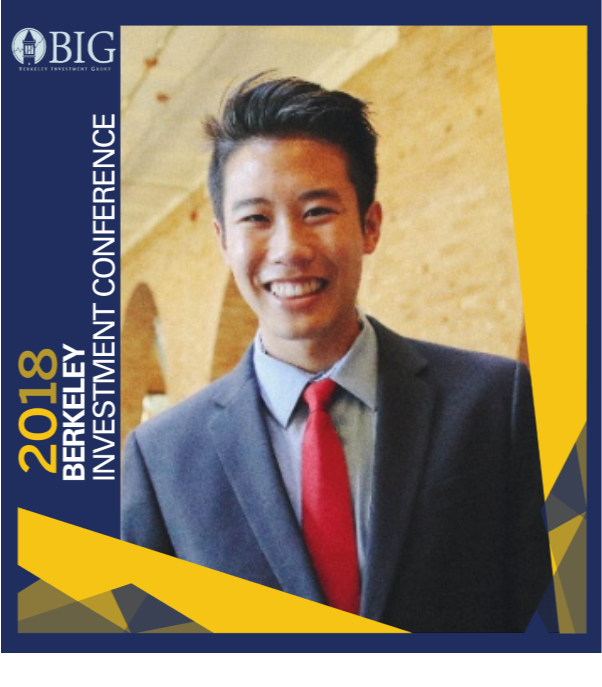 BIG
BERKELEY INVESTMENT GROUP
2018
BERKELEY
INVESTMENT CONFERENCE